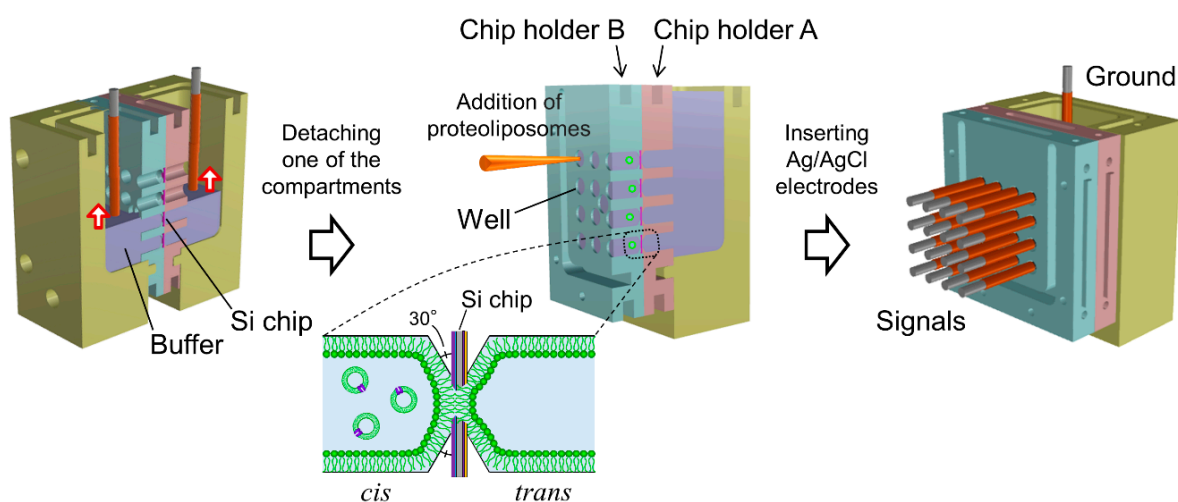 Chip holder B
Chip holder A
Ground
Addition of
proteoliposomes
Detaching
one of the
compartments
Inserting
Ag/AgCl
electrodes
Well
Si chip
Buffer
Si chip
30°
Signals
cis
trans